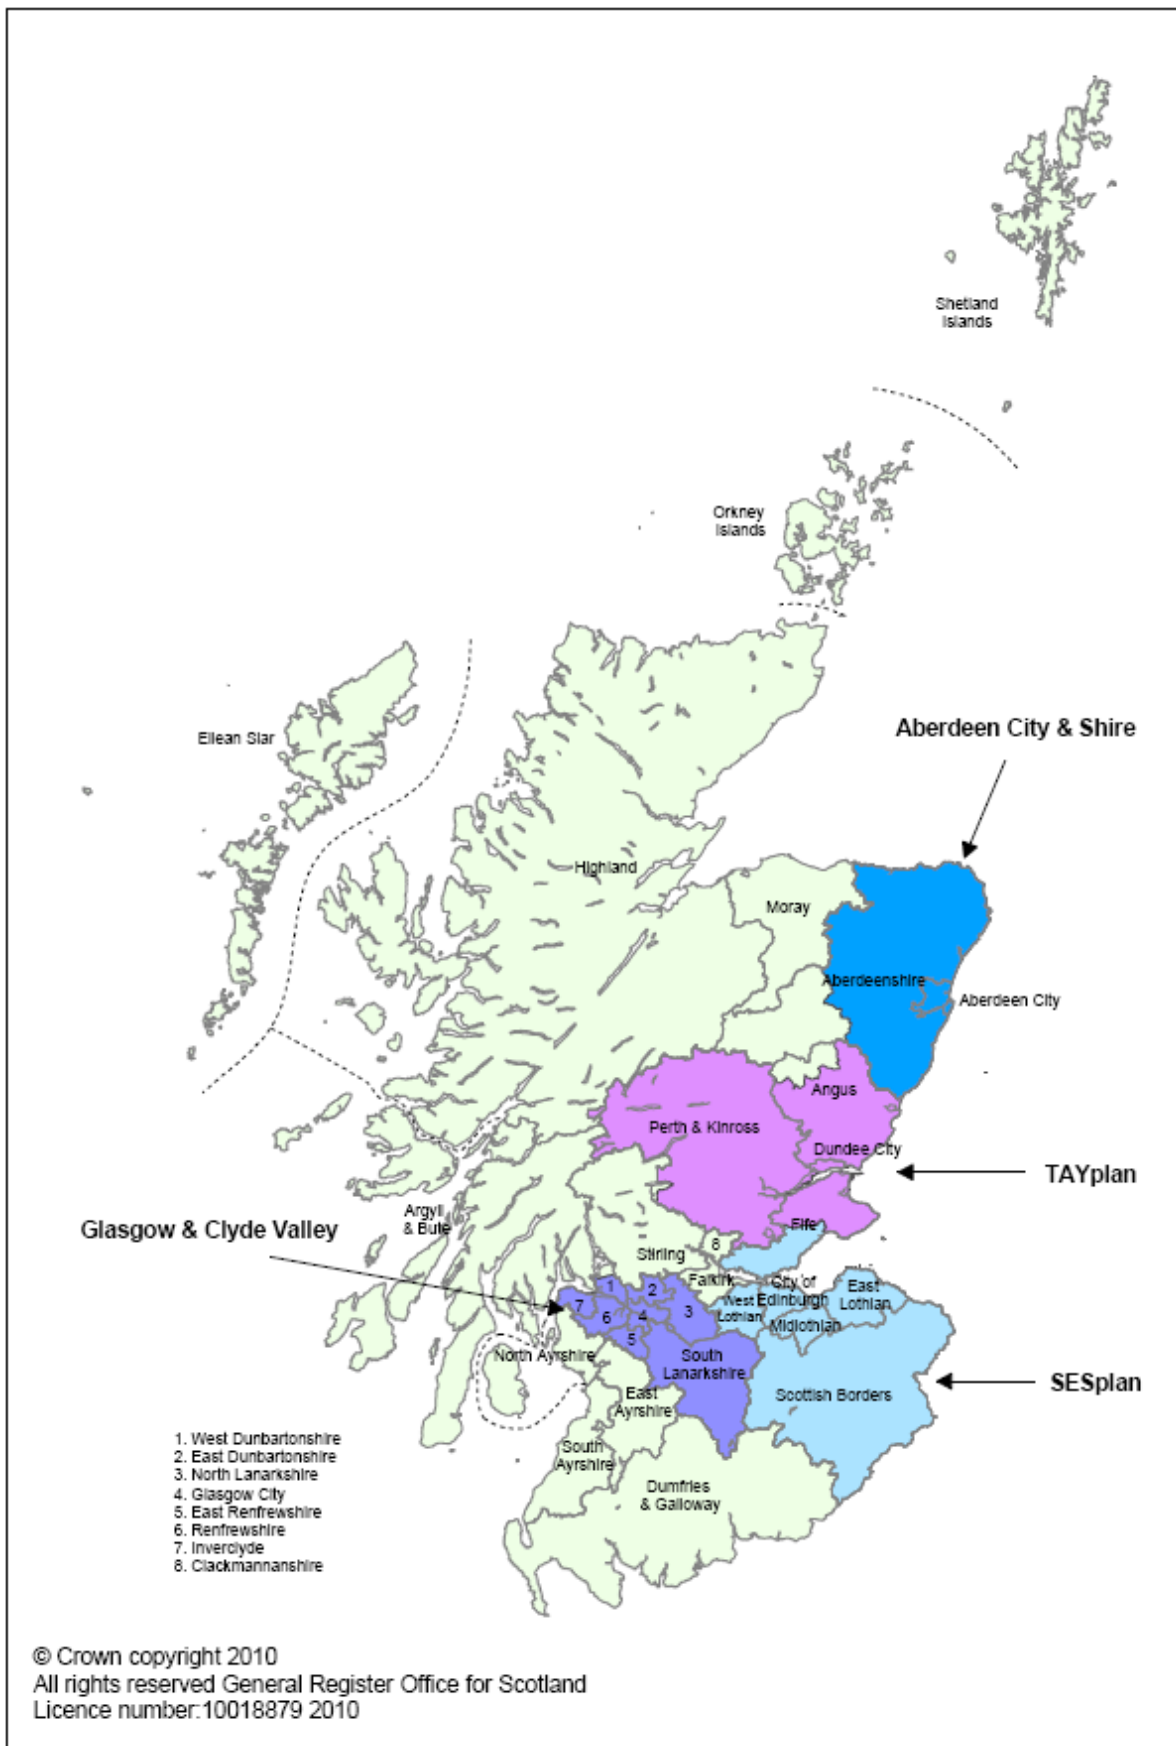 Shetland
Islands
Orkney
Islands
Aberdeen City & Shire
Eilean Siar
Highland
Moray
Aberdeenshire
Aberdeen City
Angus
Perth & Kinross
Dundee City
TAYplan
Argyll
& Bute
Glasgow & Clyde Valley
Fife
8
Stirling
Falkirk
City of
Edinburgh
East
Lothian
West
Lothian
Midlothian
1
2
7
6
4
3
5
North Ayrshire
South
Lanarkshire
SESplan
Scottish Borders
East
Ayrshire
South
Ayrshire
Dumfries
& Galloway
1. West Dunbartonshire
2. East Dunbartonshire
3. North Lanarkshire
4. Glasgow City
5. East Renfrewshire
6. Renfrewshire
7. Inverclyde
8. Clackmannanshire
© Crown copyright 2010
All rights reserved General Register Office for Scotland
Licence number:10018879 2010